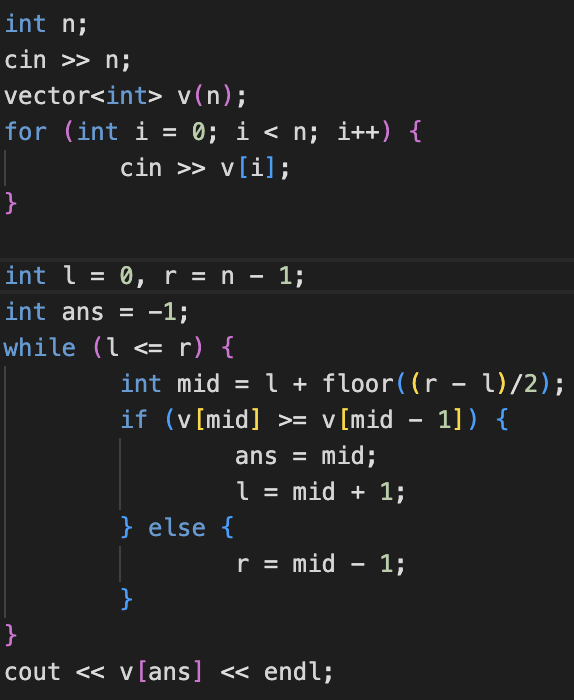 int n;
cin >> n;
vector<int> v(n);
for (int i = 0; i < n; i++) {
        cin >> v[i];
}

int l = 0, r = n - 1;
int ans = -1;
while (l <= r) {
        int mid = l + floor((r - l)/2);
        if (v[mid] >= v[mid - 1]) {
                ans = mid;
                l = mid + 1;
        } else {
                r = mid - 1;
        }
}
cout << v[ans] << endl;